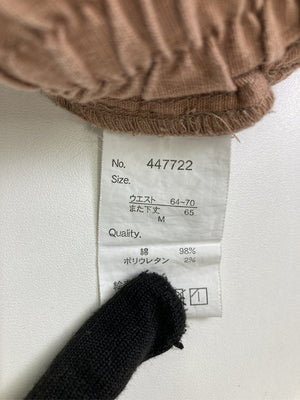 No. 447722
Size.
ウエスト 64~70
また下丈 65
M
Quality.
綿 98%
ポリウレタン 2%